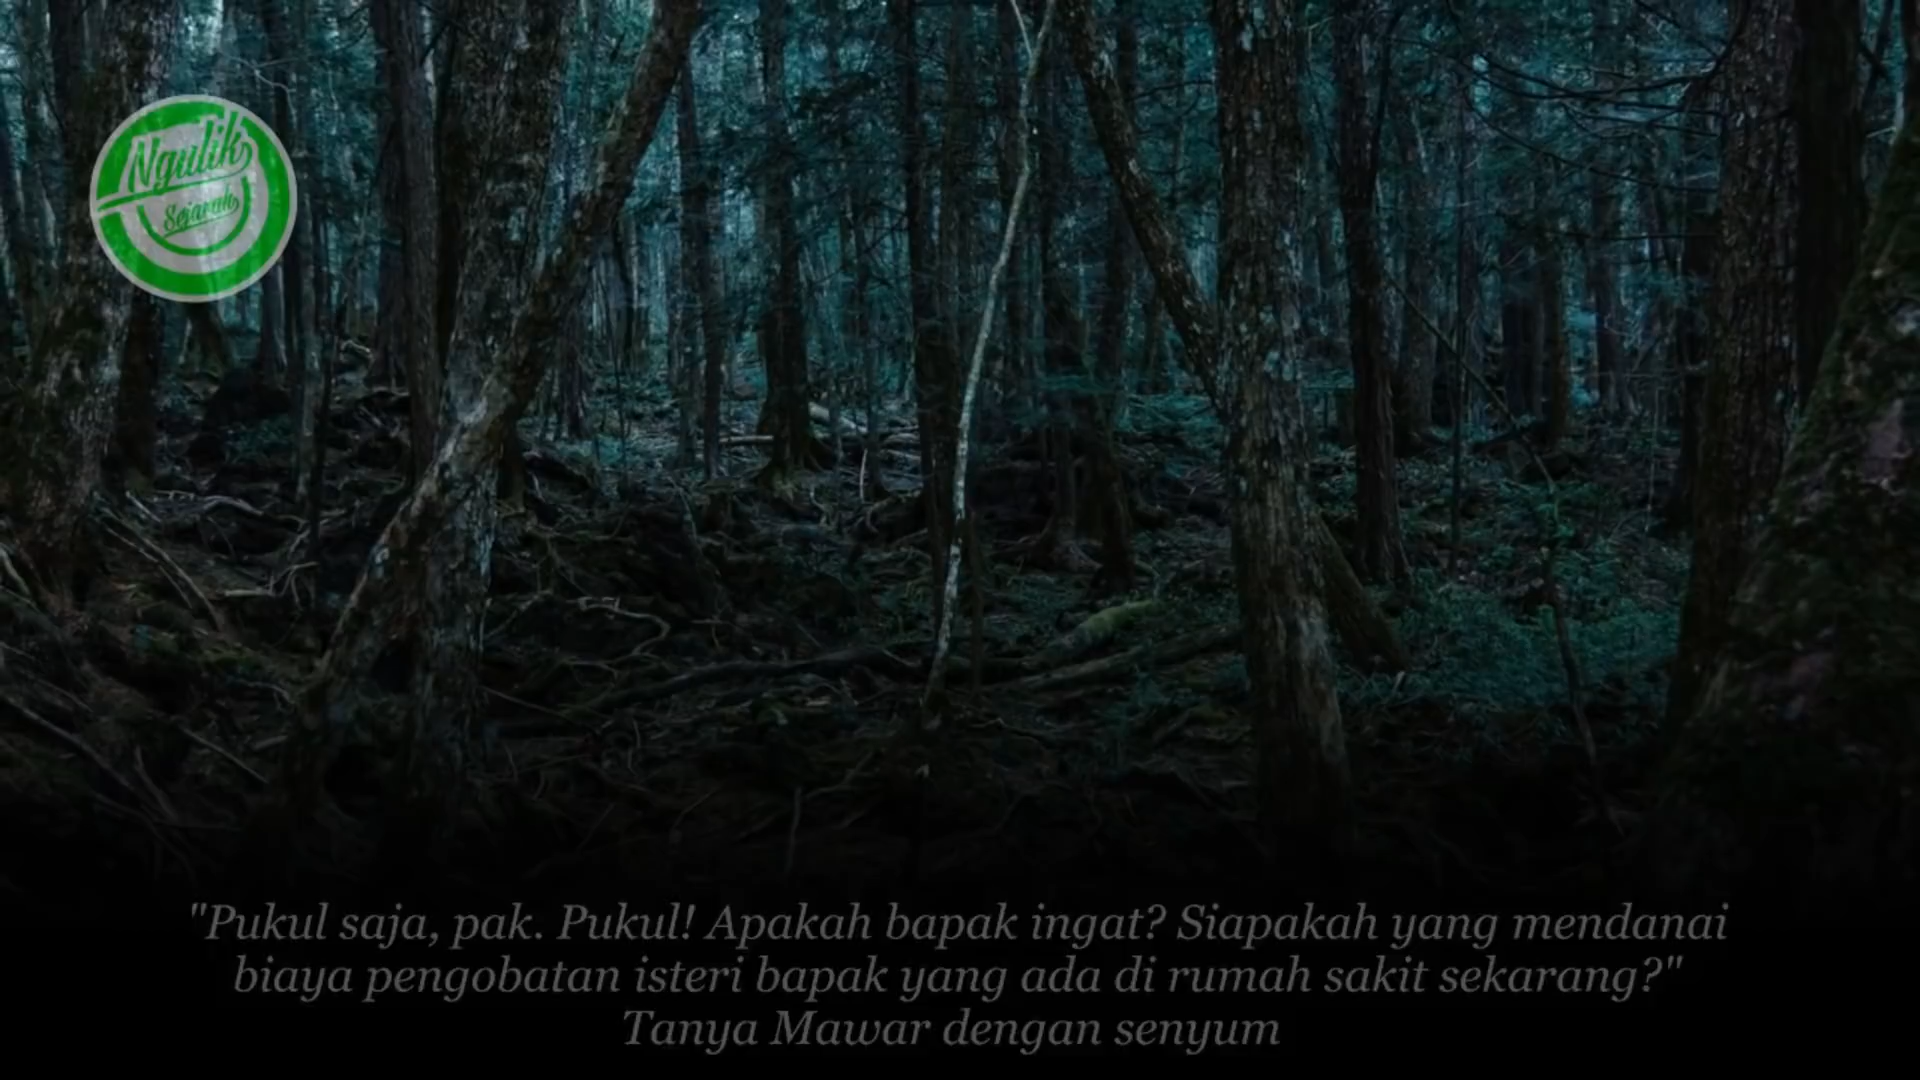 Ngulik
Sejarah
"Pukul saja, pak. Pukul! Apakah bapak ingat? Siapakah yang mendanai
biaya pengobatan isteri bapak yang ada di rumah sakit sekarang?"
Tanya Mawar dengan senyum